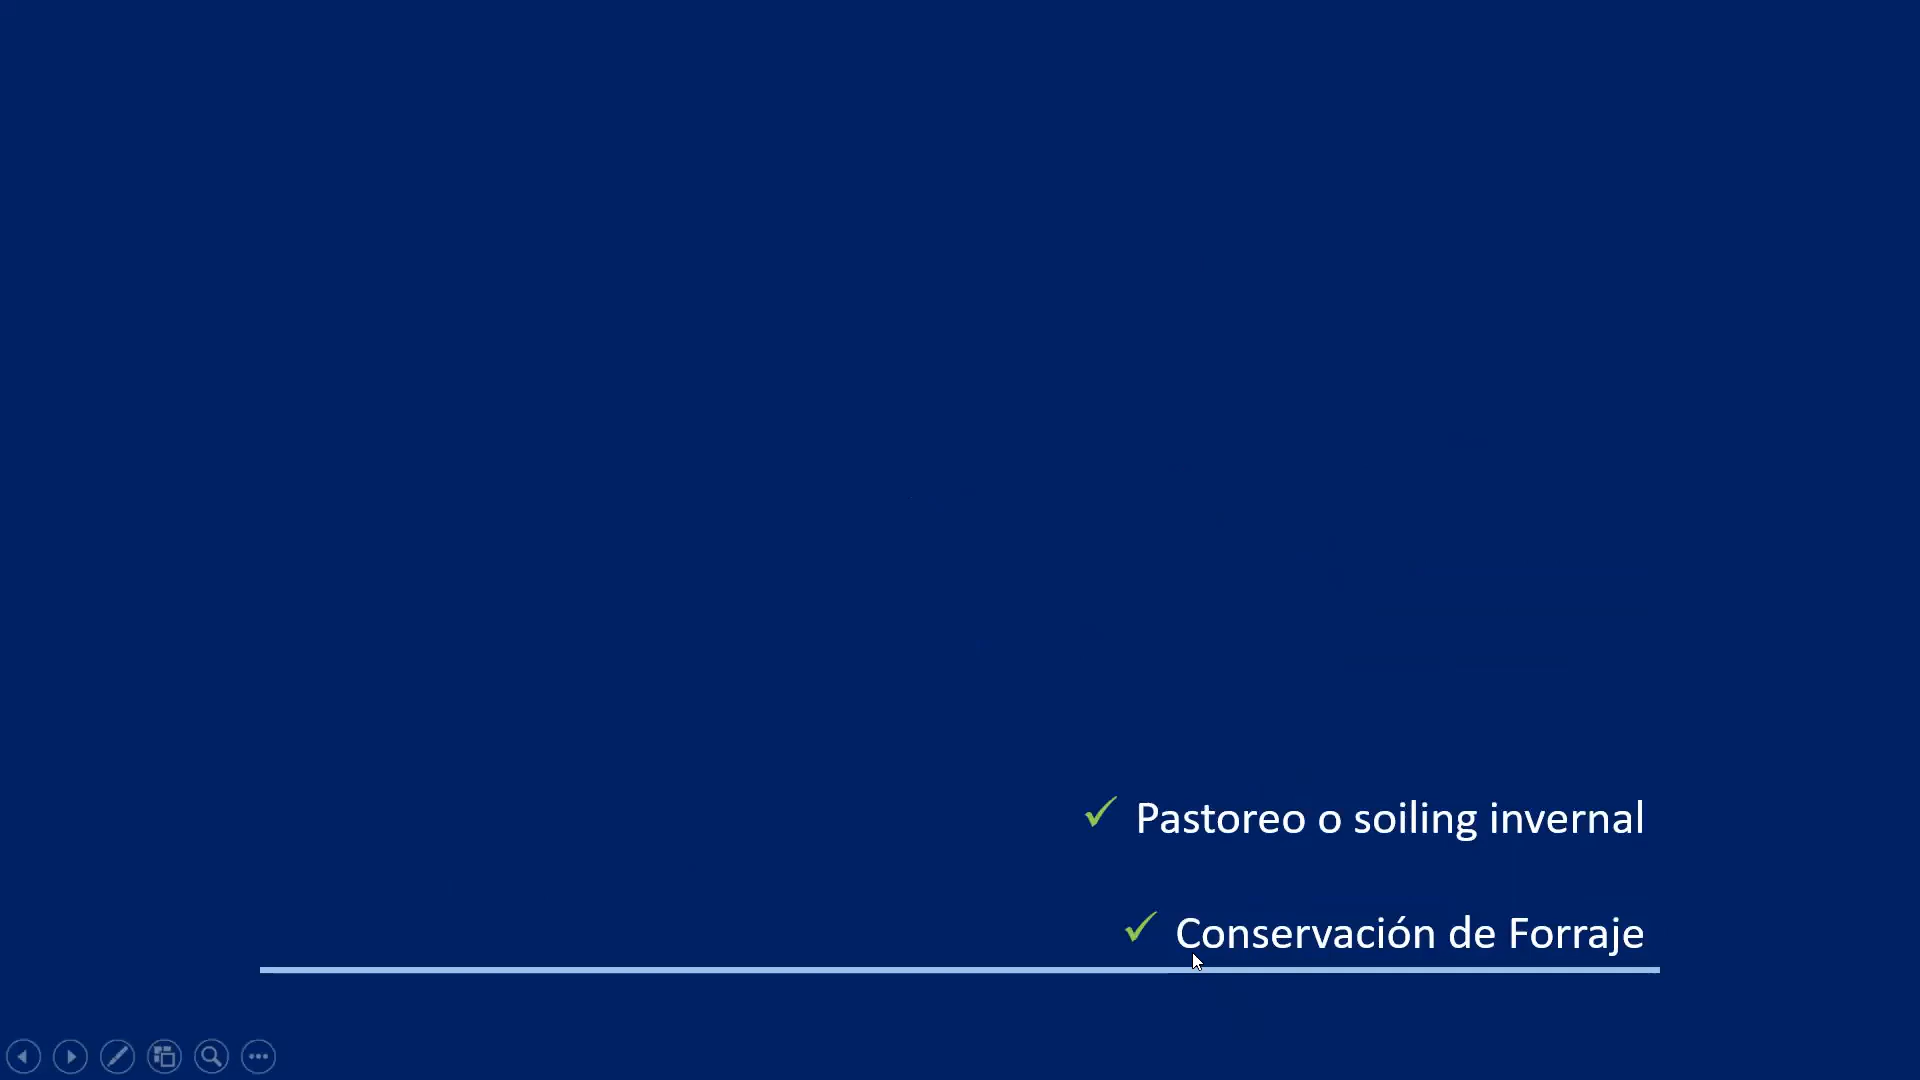 ✓ Pastoreo o soiling invernal
✓ Conservación de Forraje